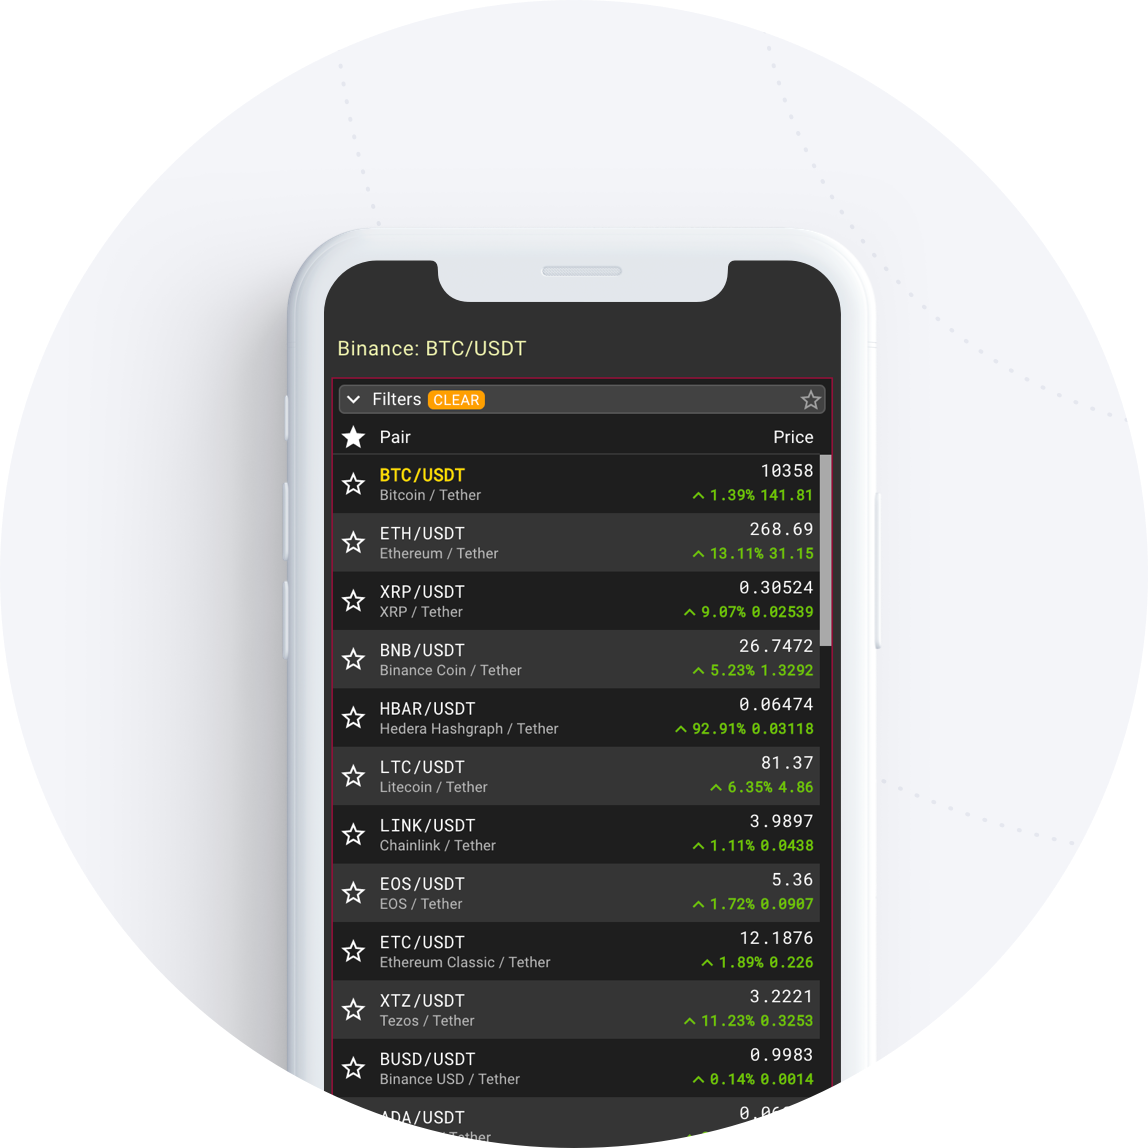 Binance: BTC/USDT
Filters CLEAR
Pair Price
BTC/USDT 10358
Bitcoin / Tether 1.39% 141.81
ETH/USDT 268.69
Ethereum / Tether 13.11% 31.15
XRP/USDT 0.30524
XRP / Tether 9.07% 0.02539
BNB/USDT 26.7472
Binance Coin / Tether 5.23% 1.3292
HBAR/USDT 0.06474
Hedera Hashgraph / Tether 92.91% 0.03118
LTC/USDT 81.37
Litecoin / Tether 6.35% 4.86
LINK/USDT 3.9897
Chainlink / Tether 1.11% 0.0438
EOS/USDT 5.36
EOS / Tether 1.72% 0.0907
ETC/USDT 12.1876
Ethereum Classic / Tether 1.89% 0.226
XTZ/USDT 3.2221
Tezos / Tether 11.23% 0.3253
BUSD/USDT 0.9983
Binance USD / Tether 0.14% 0.0014
ADA/USDT
Tether